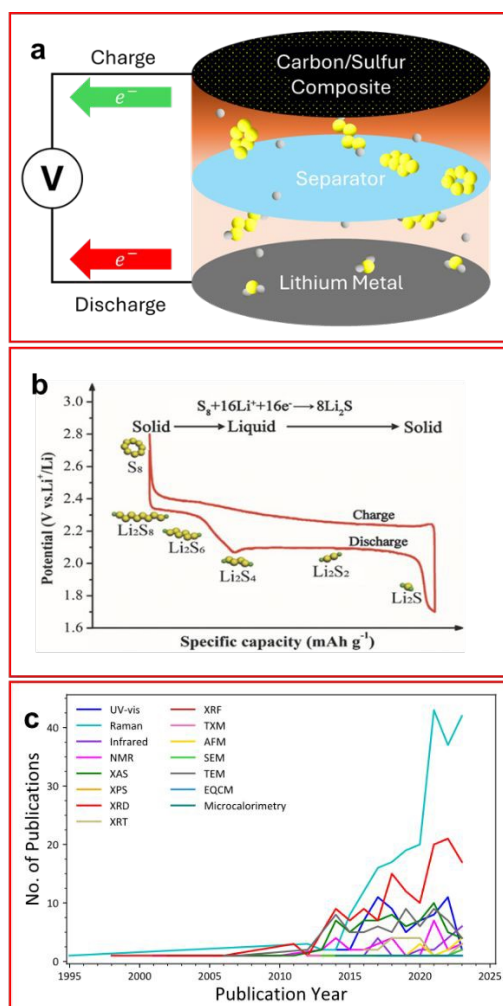 a
Charge
e⁻
V
e⁻
Discharge
Carbon/Sulfur
Composite
Separator
Lithium Metal
b
S₈+16Li⁺+16e⁻→8Li₂S
Solid → Liquid → Solid
S₈
Li₂S₈
Li₂S₆
Li₂S₄
Li₂S₂
Li₂S
Charge
Discharge
3.0
2.8
2.6
2.4
2.2
2.0
1.8
1.6
Potential (V vs.Li⁺/Li)
Specific capacity (mAh g⁻¹)
c
UV-vis
Raman
Infrared
NMR
XAS
XPS
XRD
XRT
XRF
TXM
AFM
SEM
TEM
EQCM
Microcalorimetry
40
30
20
10
0
No. of Publications
1995 2000 2005 2010 2015 2020 2025
Publication Year